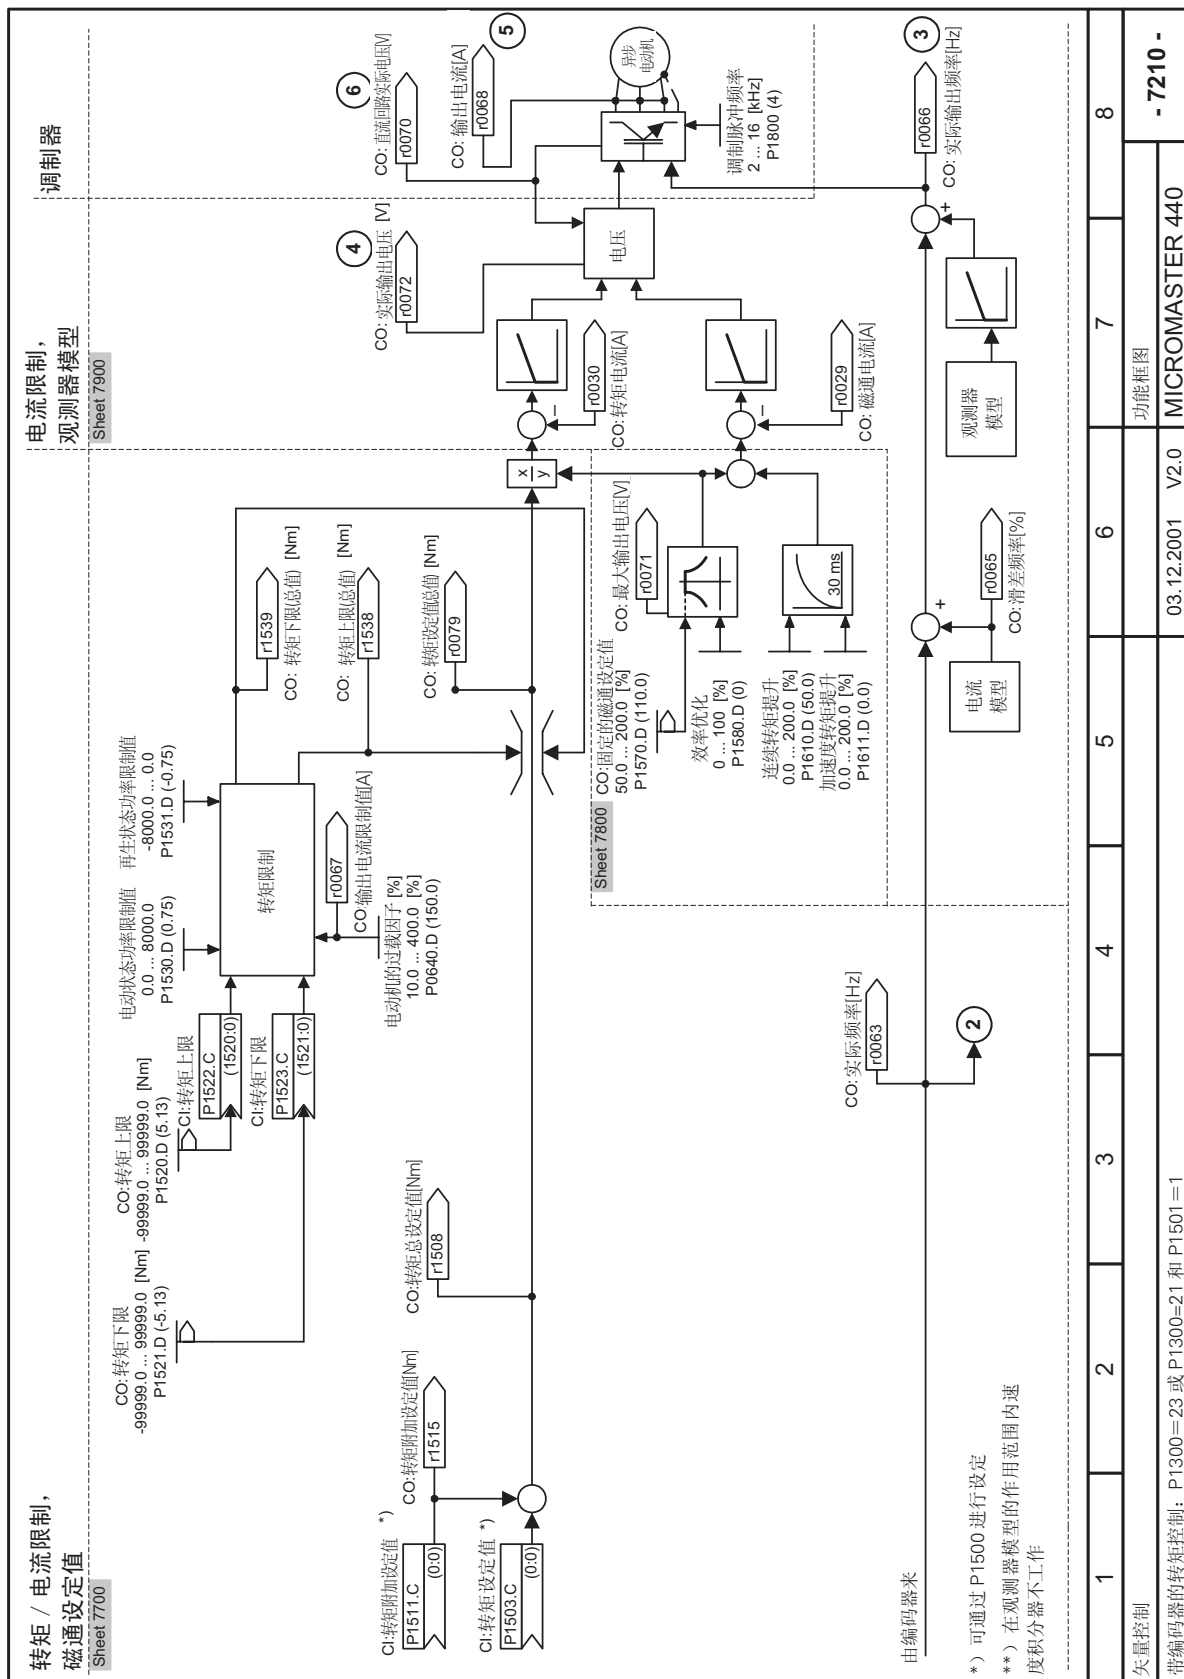 转矩 / 电流限制，
磁通设定值
Sheet 7700
电流限制，
观测器模型
Sheet 7900
调制器
CO:转矩下限
-99999.0 ... 99999.0 [Nm]
P1521.D (-5.13)
CO:转矩上限
-99999.0 ... 99999.0 [Nm]
P1520.D (5.13)
CI:转矩上限
P1522.C
(1520:0)
CI:转矩下限
P1523.C
(1521:0)
电动状态功率限制值
0.0 ... 8000.0
P1530.D (0.75)
再生状态功率限制值
-8000.0 ... 0.0
P1531.D (-0.75)
转矩限制
r0067
CO:输出电流限制值[A]
电动机的过载因子
10.0 ... 400.0 [%]
P0640.D (150.0)
r1539
CO: 转矩下限(总值) [Nm]
r1538
CO: 转矩上限(总值) [Nm]
r0079
CO: 转矩设定值(总值) [Nm]
CI:转矩附加设定值 *)
P1511.C
(0:0)
CO:转矩附加设定值[Nm]
r1515
CI:转矩设定值 *)
P1503.C
(0:0)
CO:转矩总设定值[Nm]
r1508
x
y
Sheet 7800
CO:固定的磁通设定值
50.0 ... 200.0 [%]
P1570.D (110.0)
效率优化
0 ... 100 [%]
P1580.D (0)
连续转矩提升
0.0 ... 200.0 [%]
P1610.D (50.0)
加速度转矩提升
0.0 ... 200.0 [%]
P1611.D (0.0)
CO: 最大输出电压[V]
r0071
30 ms
r0030
CO:转矩电流[A]
r0029
CO: 磁通电流[A]
4
CO: 实际输出电压 [V]
r0072
电压
6
CO: 直流回路实际电压[V]
r0070
5
CO: 输出电流[A]
r0068
异步
电动机
调制脉冲频率
2 ... 16 [kHz]
P1800 (4)
由编码器来
CO:实际频率[Hz]
r0063
2
电流
模型
r0065
CO:滑差频率[%]
+
观测器
模型
+
3
r0066
CO: 实际输出频率[Hz]
*）可通过 P1500 进行设定
**）在观测器模型的作用范围内速
度积分器不工作
1 2 3 4 5 6 7 8
矢量控制
带编码器的转矩控制：P1300=23 或 P1300=21 和 P1501=1
03.12.2001 V2.0
功能框图
MICROMASTER 440
- 7210 -